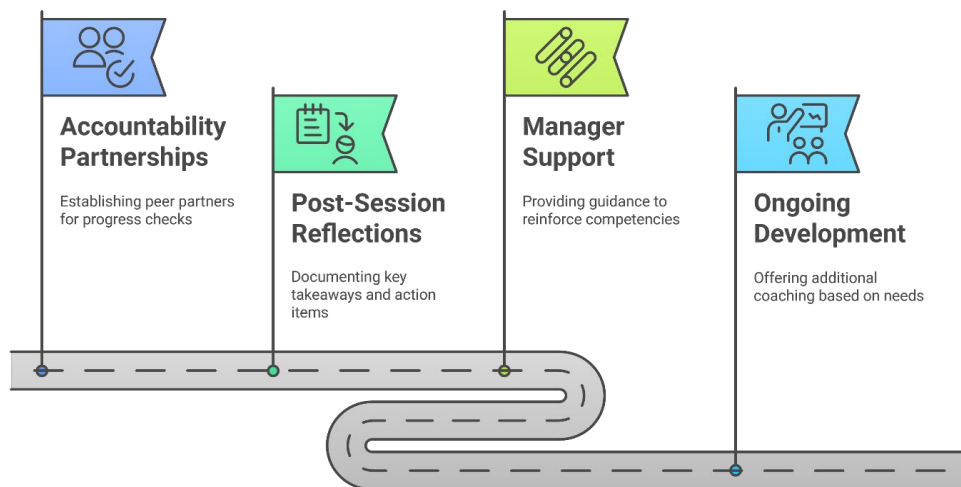 Accountability
Partnerships
Establishing peer partners
for progress checks
Post-Session
Reflections
Documenting key
takeaways and action
items
Manager
Support
Providing guidance to
reinforce competencies
Ongoing
Development
Offering additional
coaching based on needs